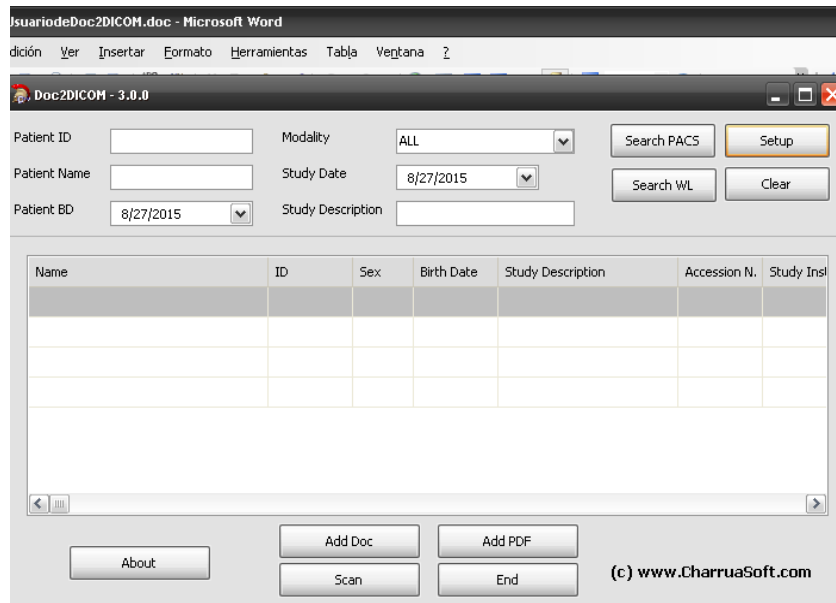 UsuariodeDoc2DICOM.doc - Microsoft Word
dición Ver Insertar Formato Herramientas Tabla Ventana ?
Doc2DICOM - 3.0.0
Patient ID Modality ALL Search PACS Setup
Patient Name Study Date 8/27/2015 Search WL Clear
Patient BD 8/27/2015 Study Description
Name ID Sex Birth Date Study Description Accession N. Study Inst
Add Doc Add PDF
About
Scan End
(c) www.CharruaSoft.com